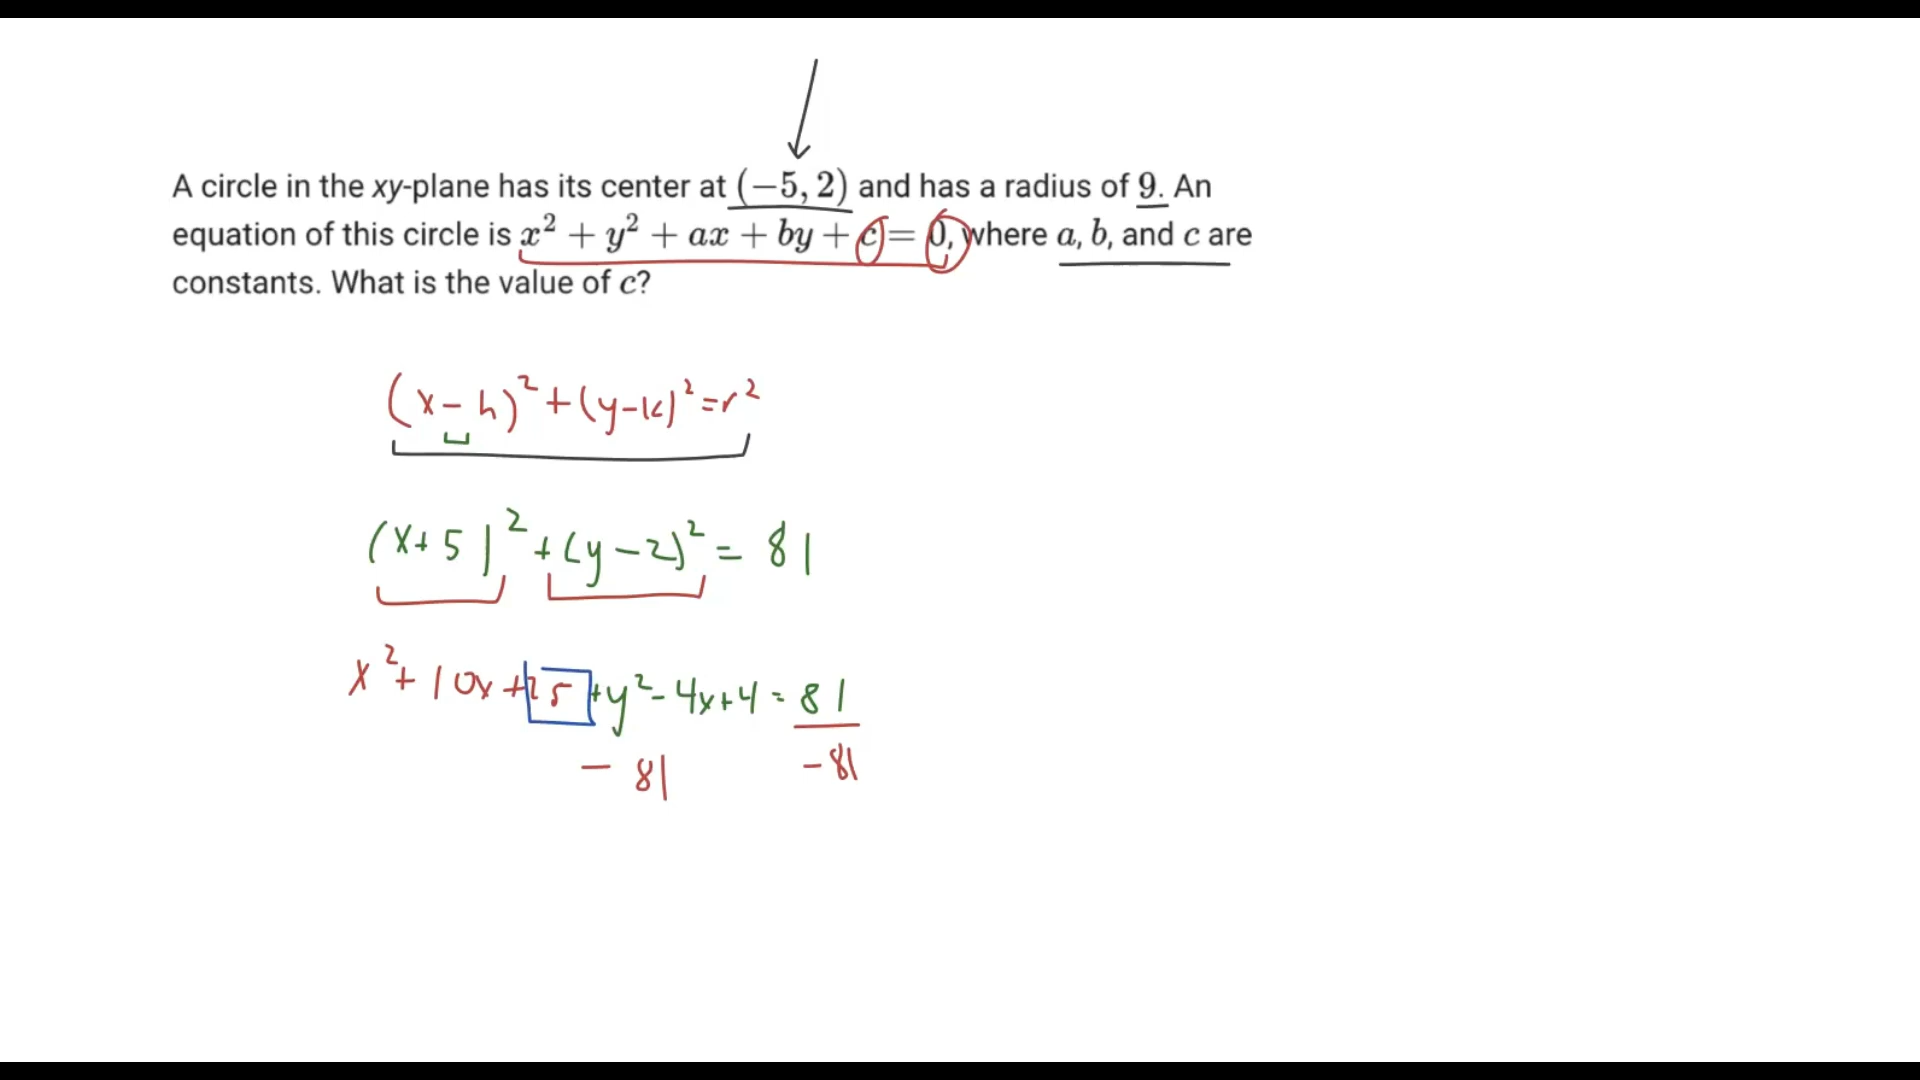 A circle in the xy-plane has its center at (−5, 2) and has a radius of 9. An
equation of this circle is x² + y² + ax + by + c = 0, where a, b, and c are
constants. What is the value of c?
(x - h)² + (y - k)² = r²
(x + 5)² + (y - 2)² = 81
x² + 10x + 25 + y² - 4x + 4 = 81
- 81 - 81